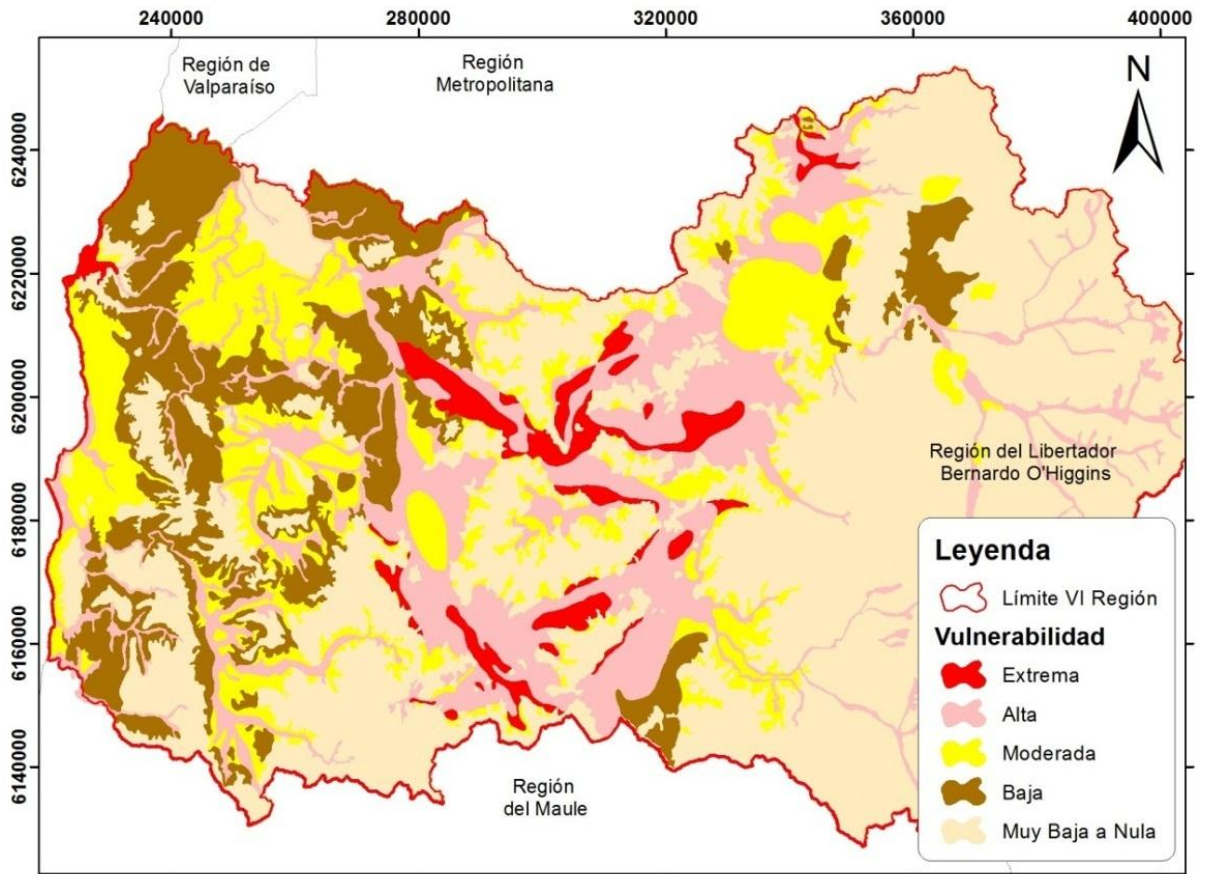 240000
280000
320000
360000
400000
Región de
Valparaíso
Región
Metropolitana
N
6240000
6220000
6200000
6180000
6160000
6140000
Región del Libertador
Bernardo O'Higgins
Región
del Maule
Leyenda
Límite VI Región
Vulnerabilidad
Extrema
Alta
Moderada
Baja
Muy Baja a Nula